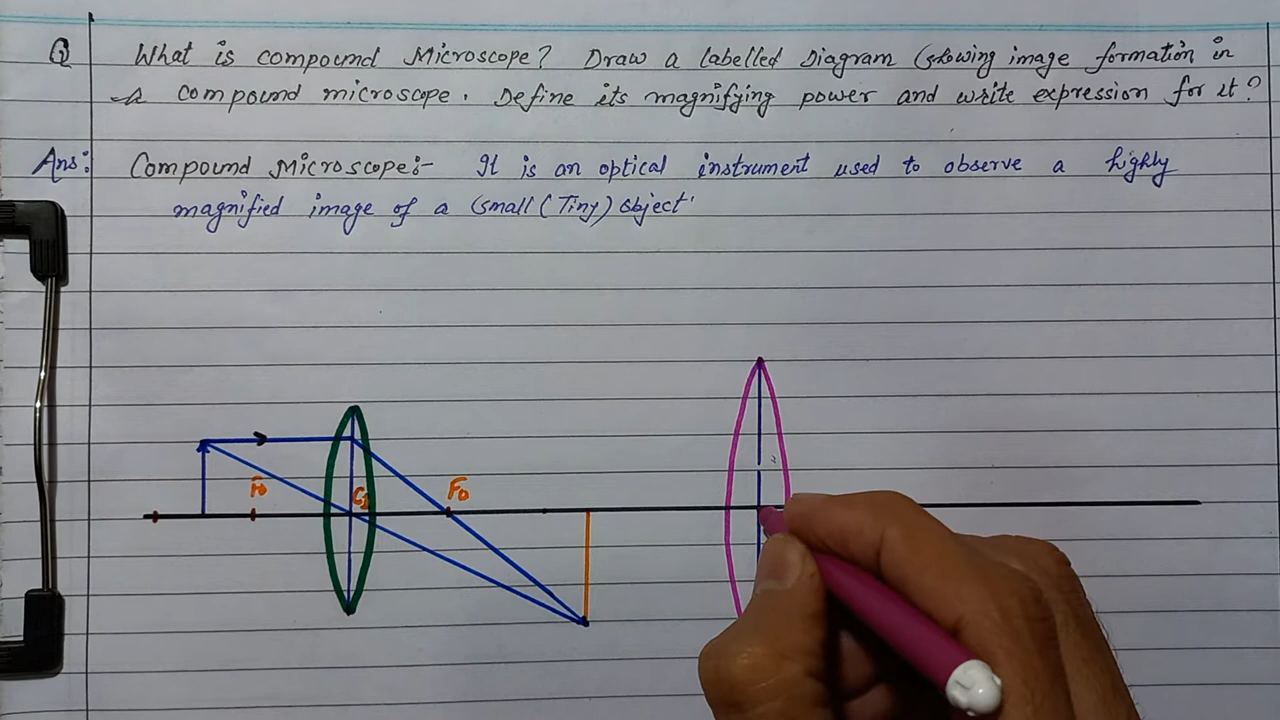 Q What is compound Microscope? Draw a labelled Diagram showing image formation in
a compound microscope. Define its magnifying power and write expression for it?
Ans: Compound Microscope:- It is an optical instrument used to observe a highly
magnified image of a small (Tiny) object.
Fo C1 Fo